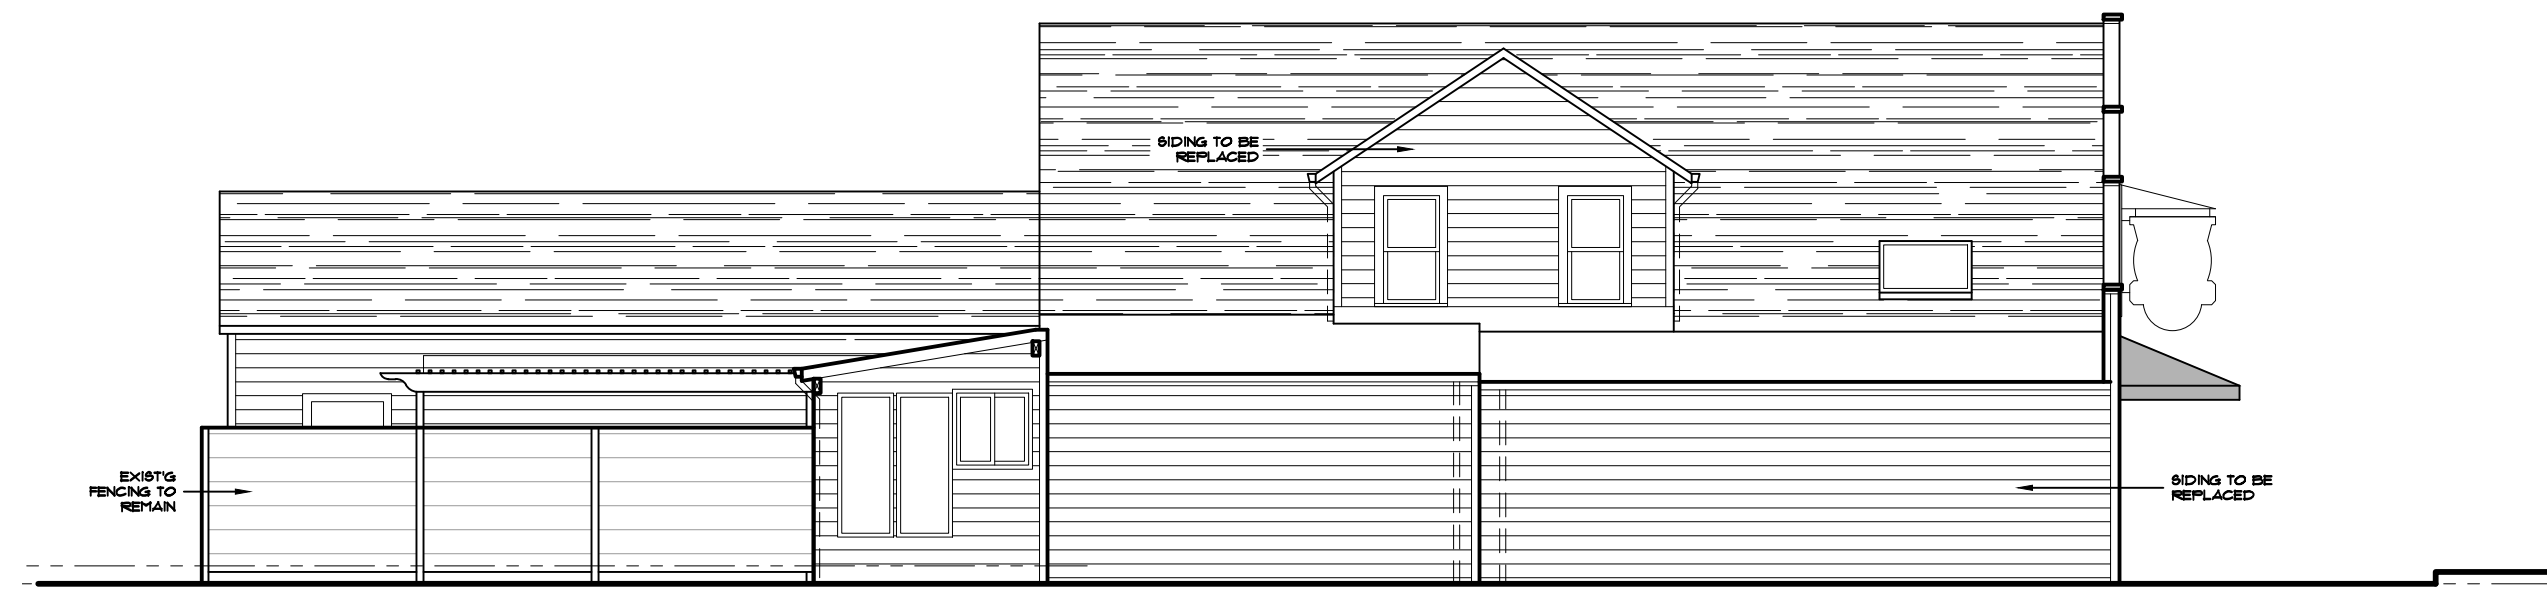 SIDING TO BE
REPLACED
EXIST'G
FENCING TO
REMAIN
SIDING TO BE
REPLACED